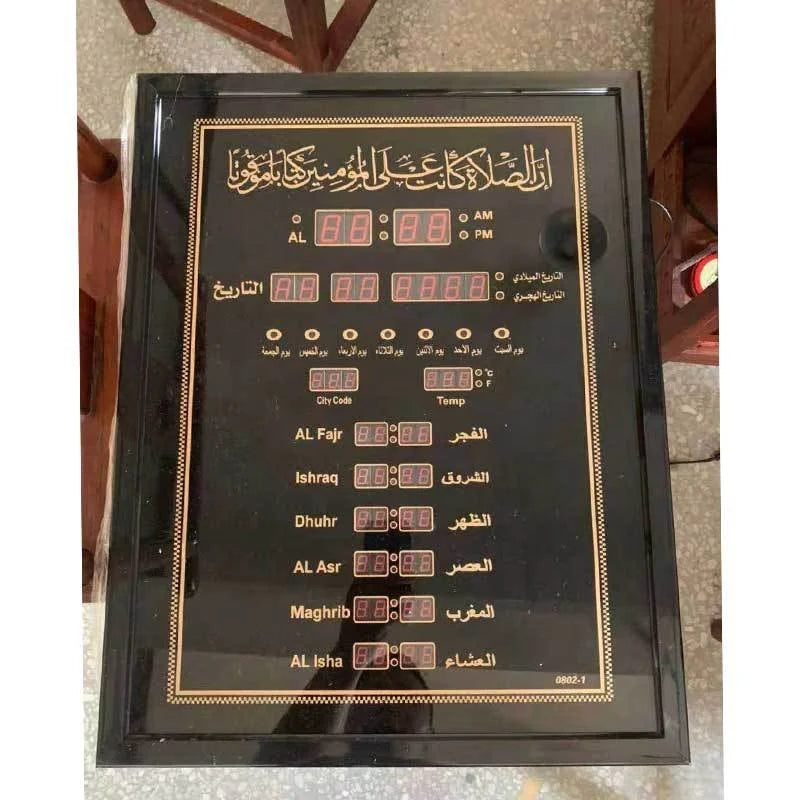 إن الصلاة كانت على المؤمنين كتابا موقوتا
AM
AL PM
التاريخ الميلادي
التاريخ
التاريخ الهجري
يوم السبت يوم الأحد يوم الاثنين يوم الثلاثاء يوم الأربعاء يوم الخميس يوم الجمعة
°C
F
City Code Temp
AL Fajr الفجر
Ishraq الشروق
Dhuhr الظهر
AL Asr العصر
Maghrib المغرب
AL Isha العشاء
0802-1